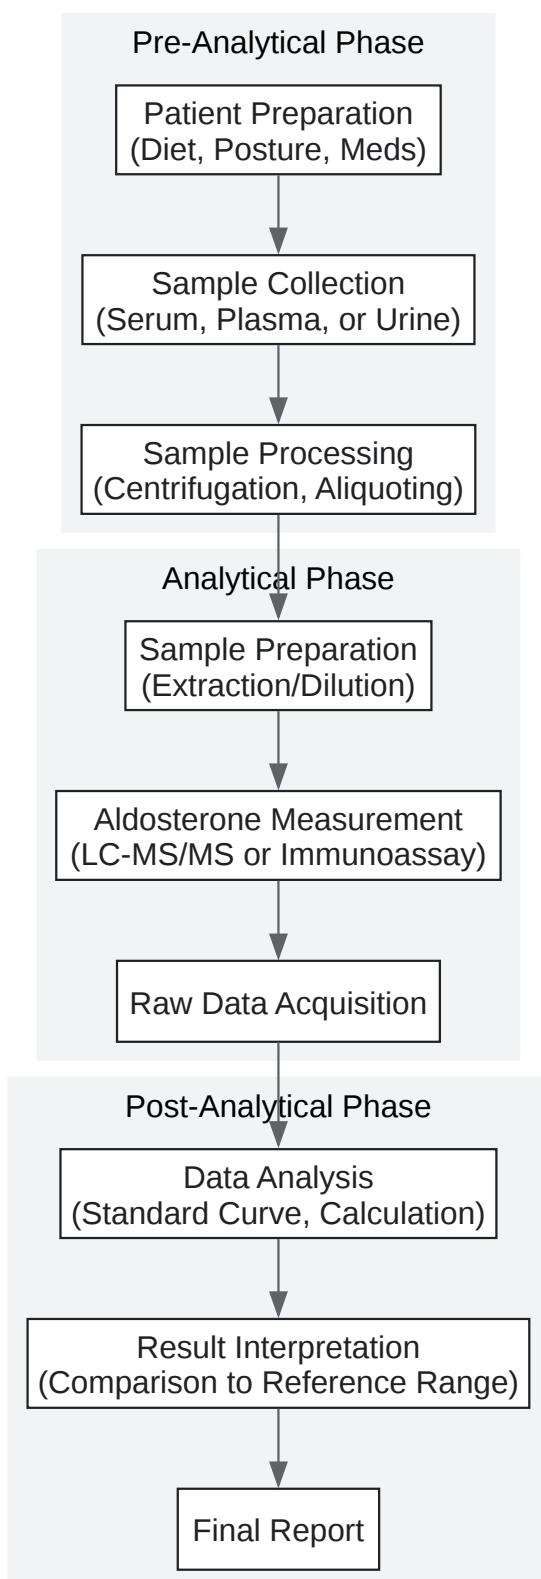 Pre-Analytical Phase
Patient Preparation
(Diet, Posture, Meds)
Sample Collection
(Serum, Plasma, or Urine)
Sample Processing
(Centrifugation, Aliquoting)
Analytical Phase
Sample Preparation
(Extraction/Dilution)
Aldosterone Measurement
(LC-MS/MS or Immunoassay)
Raw Data Acquisition
Post-Analytical Phase
Data Analysis
(Standard Curve, Calculation)
Result Interpretation
(Comparison to Reference Range)
Final Report